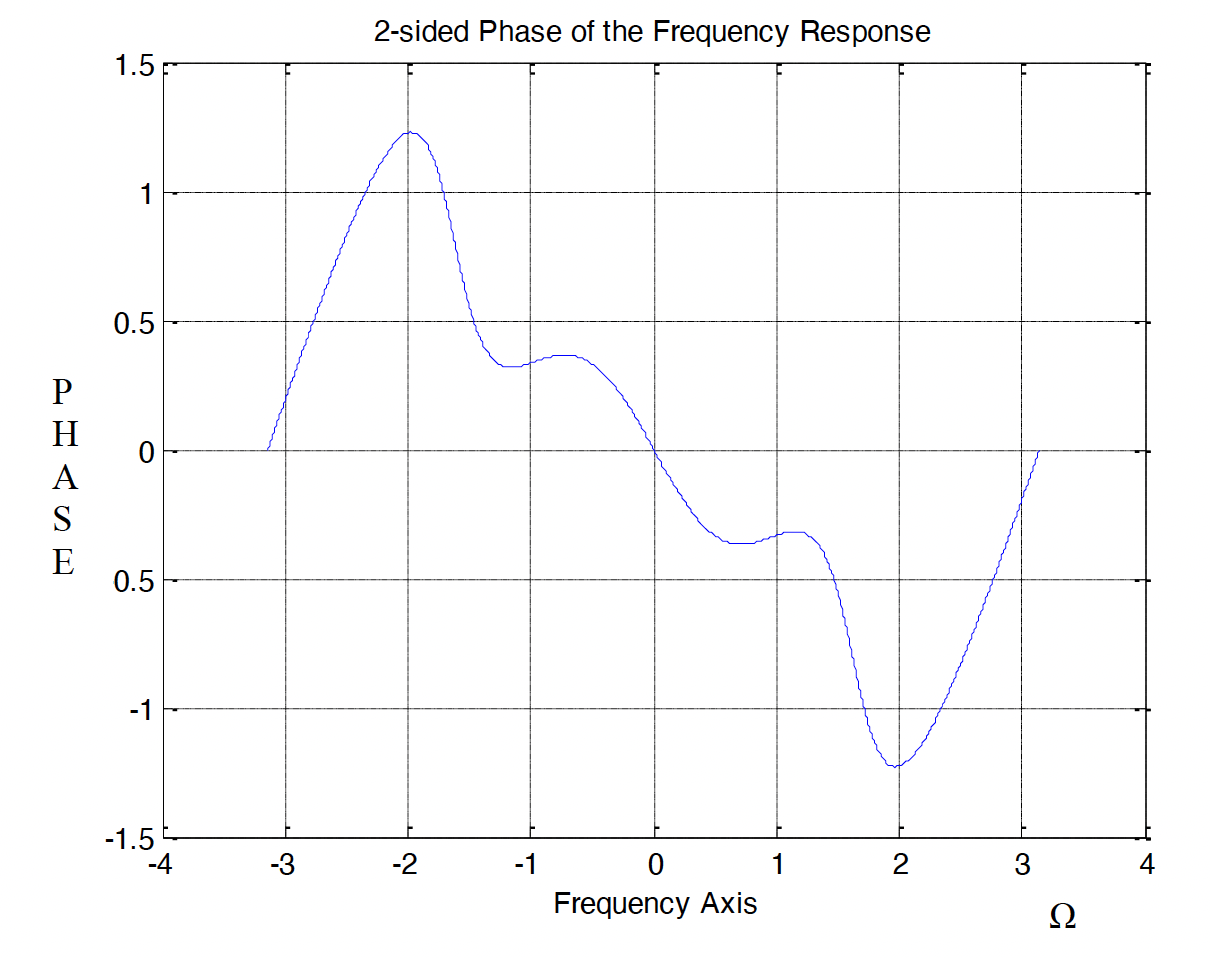 2-sided Phase of the Frequency Response
1.5
1
0.5
0
0.5
-1
-1.5
P
H
A
S
E
-4 -3 -2 -1 0 1 2 3 4
Frequency Axis
Ω